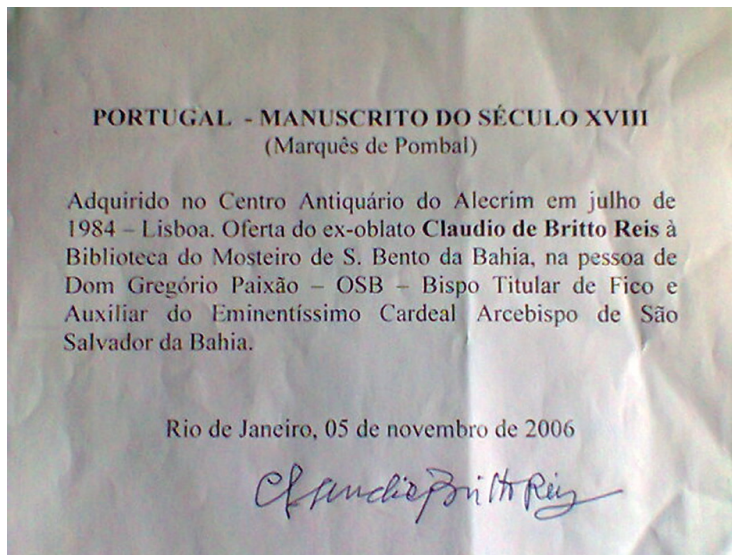 PORTUGAL - MANUSCRITO DO SÉCULO XVIII
(Marquês de Pombal)
Adquirido no Centro Antiquário do Alecrim em julho de
1984 – Lisboa. Oferta do ex-oblato Claudio de Britto Reis à
Biblioteca do Mosteiro de S. Bento da Bahia, na pessoa de
Dom Gregório Paixão – OSB – Bispo Titular de Fico e
Auxiliar do Eminentíssimo Cardeal Arcebispo de São
Salvador da Bahia.
Rio de Janeiro, 05 de novembro de 2006
Claudio Britto Reis